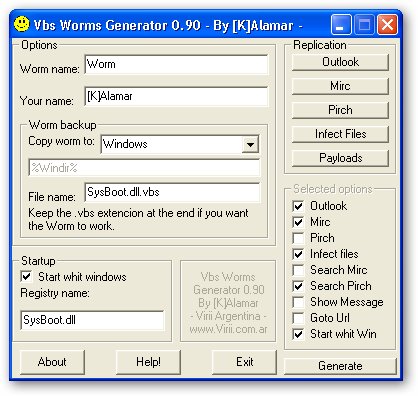 Vbs Worms Generator 0.90 - By [K]Alamar -
Options
Worm name: Worm
Your name: [K]Alamar
Worm backup
Copy worm to: Windows
%Windir%
File name: SysBoot.dll.vbs
Keep the .vbs extencion at the end if you want
the Worm to work.
Startup
Start whit windows
Registry name:
SysBoot.dll
Vbs Worms
Generator 0.90
By [K]Alamar
- Virii Argentina -
www.Virii.com.ar
Replication
Outlook
Mirc
Pirch
Infect Files
Payloads
Selected options
Outlook
Mirc
Pirch
Infect files
Search Mirc
Search Pirch
Show Message
Goto Url
Start whit Win
About
Help!
Exit
Generate